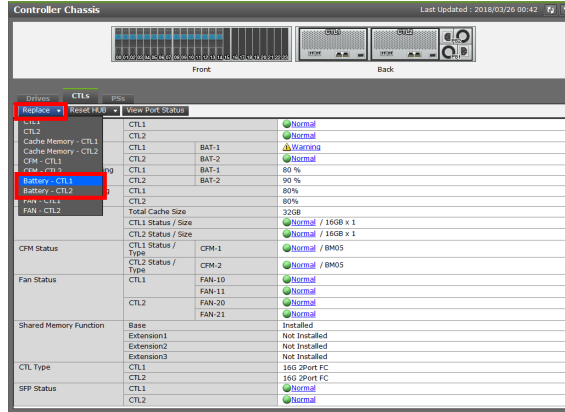 Controller Chassis Last Updated : 2018/03/26 00:42
CTL1 CTL2
Front Back
Drives CTLs PSs
Replace Reset HUB View Port Status
CTL1
CTL2
Cache Memory - CTL1
Cache Memory - CTL2
CFM - CTL1
CFM - CTL2
Battery - CTL1
Battery - CTL2
FAN - CTL1
FAN - CTL2
CTL1 Normal
CTL2 Normal
CTL1 BAT-1 Warning
CTL2 BAT-2 Normal
CTL1 BAT-1 80 %
CTL2 BAT-2 90 %
CTL1 80%
CTL2 80%
Total Cache Size 32GB
CTL1 Status / Size Normal / 16GB x 1
CTL2 Status / Size Normal / 16GB x 1
CFM Status CTL1 Status / Type CFM-1 Normal / BM05
CTL2 Status / Type CFM-2 Normal / BM05
Fan Status CTL1 FAN-10 Normal
FAN-11 Normal
CTL2 FAN-20 Normal
FAN-21 Normal
Shared Memory Function Base Installed
Extension1 Not Installed
Extension2 Not Installed
Extension3 Not Installed
CTL Type CTL1 16G 2Port FC
CTL2 16G 2Port FC
SFP Status CTL1 Normal
CTL2 Normal